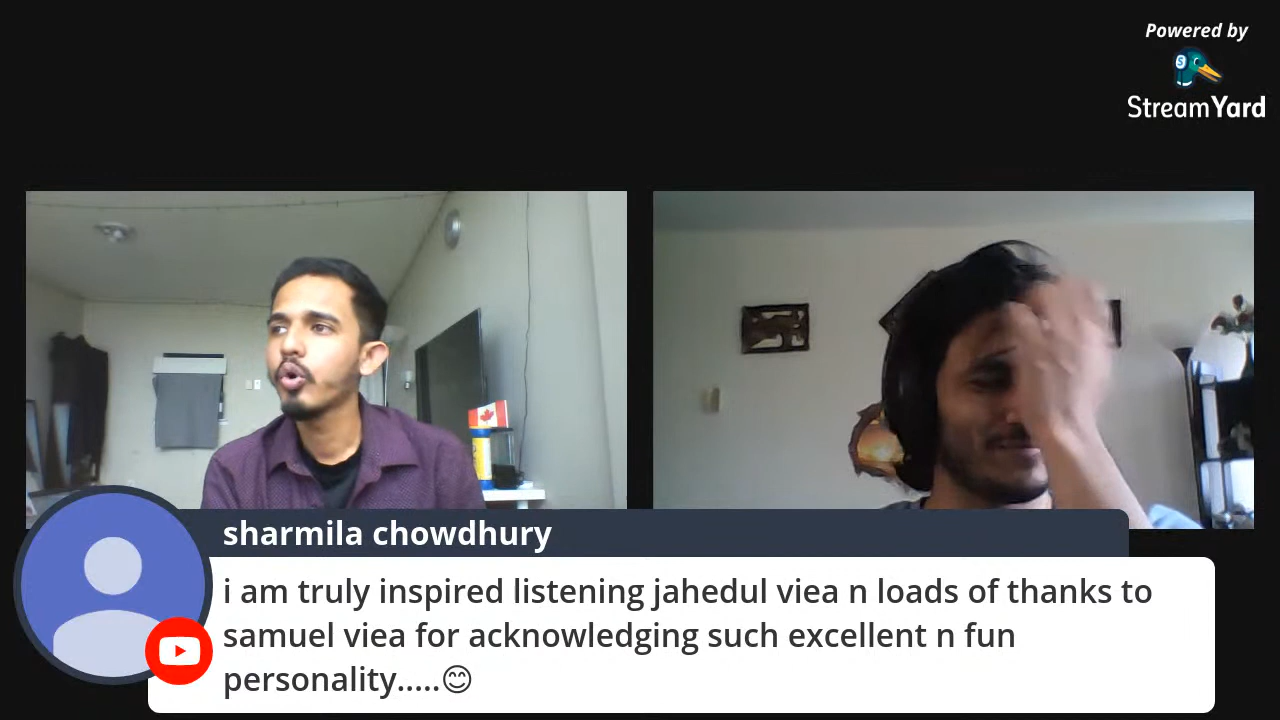 Powered by
StreamYard
sharmila chowdhury
i am truly inspired listening jahedul viea n loads of thanks to
samuel viea for acknowledging such excellent n fun
personality.....😊